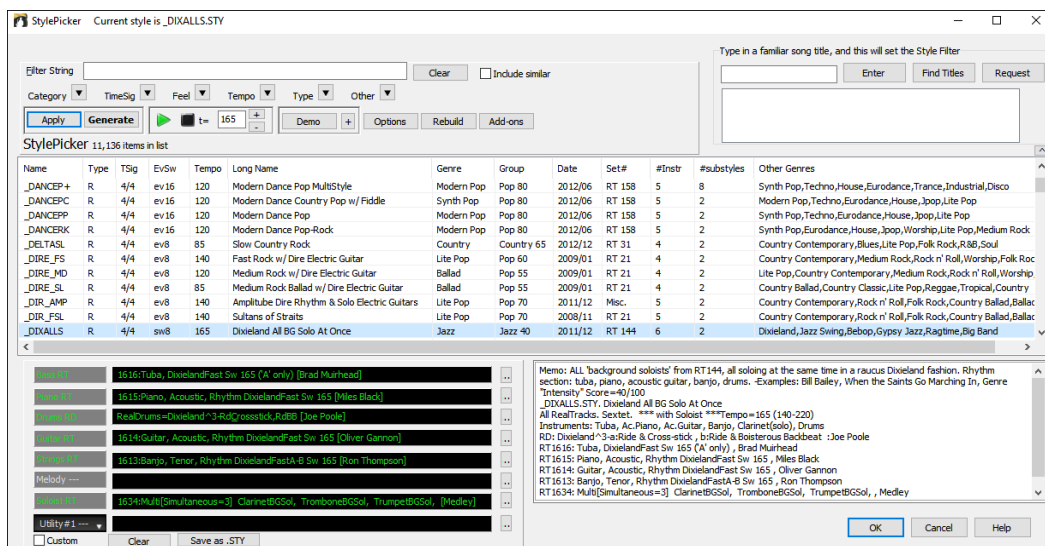 StylePicker Current style is _DIXALLS.STY
Type in a familiar song title, and this will set the Style Filter
Filter String Clear Include similar
Enter Find Titles Request
Category TimeSig Feel Tempo Type Other
Apply Generate t= 165 + - Demo + Options Rebuild Add-ons
StylePicker 11,136 items in list
Name Type TSig EvSw Tempo Long Name Genre Group Date Set# #Instr #substyles Other Genres
_DANCEP+ R 4/4 ev16 120 Modern Dance Pop MultiStyle Modern Pop Pop 80 2012/06 RT 158 5 8 Synth Pop,Techno,House,Eurodance,Trance,Industrial,Disco
_DANCEPC R 4/4 ev16 120 Modern Dance Country Pop w/ Fiddle Synth Pop Pop 80 2012/06 RT 158 5 2 Modern Pop,Techno,Eurodance,House,Jpop,Lite Pop
_DANCEPP R 4/4 ev16 120 Modern Dance Pop Modern Pop Pop 80 2012/06 RT 158 5 2 Synth Pop,Techno,Eurodance,House,Jpop,Lite Pop
_DANCERK R 4/4 ev16 120 Modern Dance Pop-Rock Modern Pop Pop 80 2012/06 RT 158 5 2 Synth Pop,Eurodance,House,Jpop,Worship,Lite Pop,Medium Rock
_DELTASL R 4/4 ev8 85 Slow Country Rock Country Country 65 2012/12 RT 31 4 2 Country Contemporary,Blues,Lite Pop,Folk Rock,R&B,Soul
_DIRE_FS R 4/4 ev8 140 Fast Rock w/ Dire Electric Guitar Lite Pop Pop 60 2009/01 RT 21 4 2 Country Contemporary,Medium Rock,Rock n' Roll,Worship,Folk Roc
_DIRE_MD R 4/4 ev8 120 Medium Rock w/ Dire Electric Guitar Ballad Pop 55 2009/01 RT 21 4 2 Lite Pop,Country Contemporary,Medium Rock,Rock n' Roll,Worship
_DIRE_SL R 4/4 ev8 85 Medium Rock Ballad w/ Dire Electric Guitar Ballad Pop 55 2009/01 RT 21 4 2 Country Ballad,Country Classic,Lite Pop,Reggae,Tropical,Country
_DIR_AMP R 4/4 ev8 140 Amplitube Dire Rhythm & Solo Electric Guitars Lite Pop Pop 70 2011/12 Misc. 5 2 Country Contemporary,Rock n' Roll,Folk Rock,Country Ballad,Ballad
_DIR_FSL R 4/4 ev8 140 Sultans of Straits Lite Pop Pop 70 2008/11 RT 21 5 2 Country Contemporary,Rock n' Roll,Folk Rock,Country Ballad,Ballad
_DIXALLS R 4/4 sw8 165 Dixieland All BG Solo At Once Jazz Jazz 40 2011/12 RT 144 6 2 Dixieland,Jazz Swing,Bebop,Gypsy Jazz,Ragtime,Big Band
Bass RT 1616:Tuba, DixielandFast Sw 165 ('A' only) [Brad Muirhead] ..
Piano RT 1615:Piano, Acoustic, Rhythm DixielandFast Sw 165 [Miles Black] ..
Drums RD RealDrums=Dixieland^3-RdCrossstick,RdBB [Joe Poole] ..
Guitar RT 1614:Guitar, Acoustic, Rhythm DixielandFast Sw 165 [Oliver Gannon] ..
Strings RT 1613:Banjo, Tenor, Rhythm DixielandFastA-B Sw 165 [Ron Thompson] ..
Melody --- ..
Soloist RT 1634:Multi[Simultaneous=3] ClarinetBGSol, TromboneBGSol, TrumpetBGSol, [Medley] ..
Utility#1 --- ..
Custom Clear Save as .STY
Memo: ALL 'background soloists' from RT144, all soloing at the same time in a raucus Dixieland fashion. Rhythm
section: tuba, piano, acoustic guitar, banjo, drums. -Examples: Bill Bailey, When the Saints Go Marching In, Genre
"Intensity" Score=40/100
_DIXALLS.STY. Dixieland All BG Solo At Once
All RealTracks. Sextet. *** with Soloist ***Tempo=165 (140-220)
Instruments: Tuba, Ac.Piano, Ac.Guitar, Banjo, Clarinet(solo), Drums
RD: Dixieland^3-a:Ride & Cross-stick , b:Ride & Boisterous Backbeat :Joe Poole
RT1616: Tuba, DixielandFast Sw 165 ('A' only) , Brad Muirhead
RT1615: Piano, Acoustic, Rhythm DixielandFast Sw 165 , Miles Black
RT1614: Guitar, Acoustic, Rhythm DixielandFast Sw 165 , Oliver Gannon
RT1613: Banjo, Tenor, Rhythm DixielandFastA-B Sw 165 , Ron Thompson
RT1634: Multi[Simultaneous=3] ClarinetBGSol, TromboneBGSol, TrumpetBGSol, , Medley
OK Cancel Help